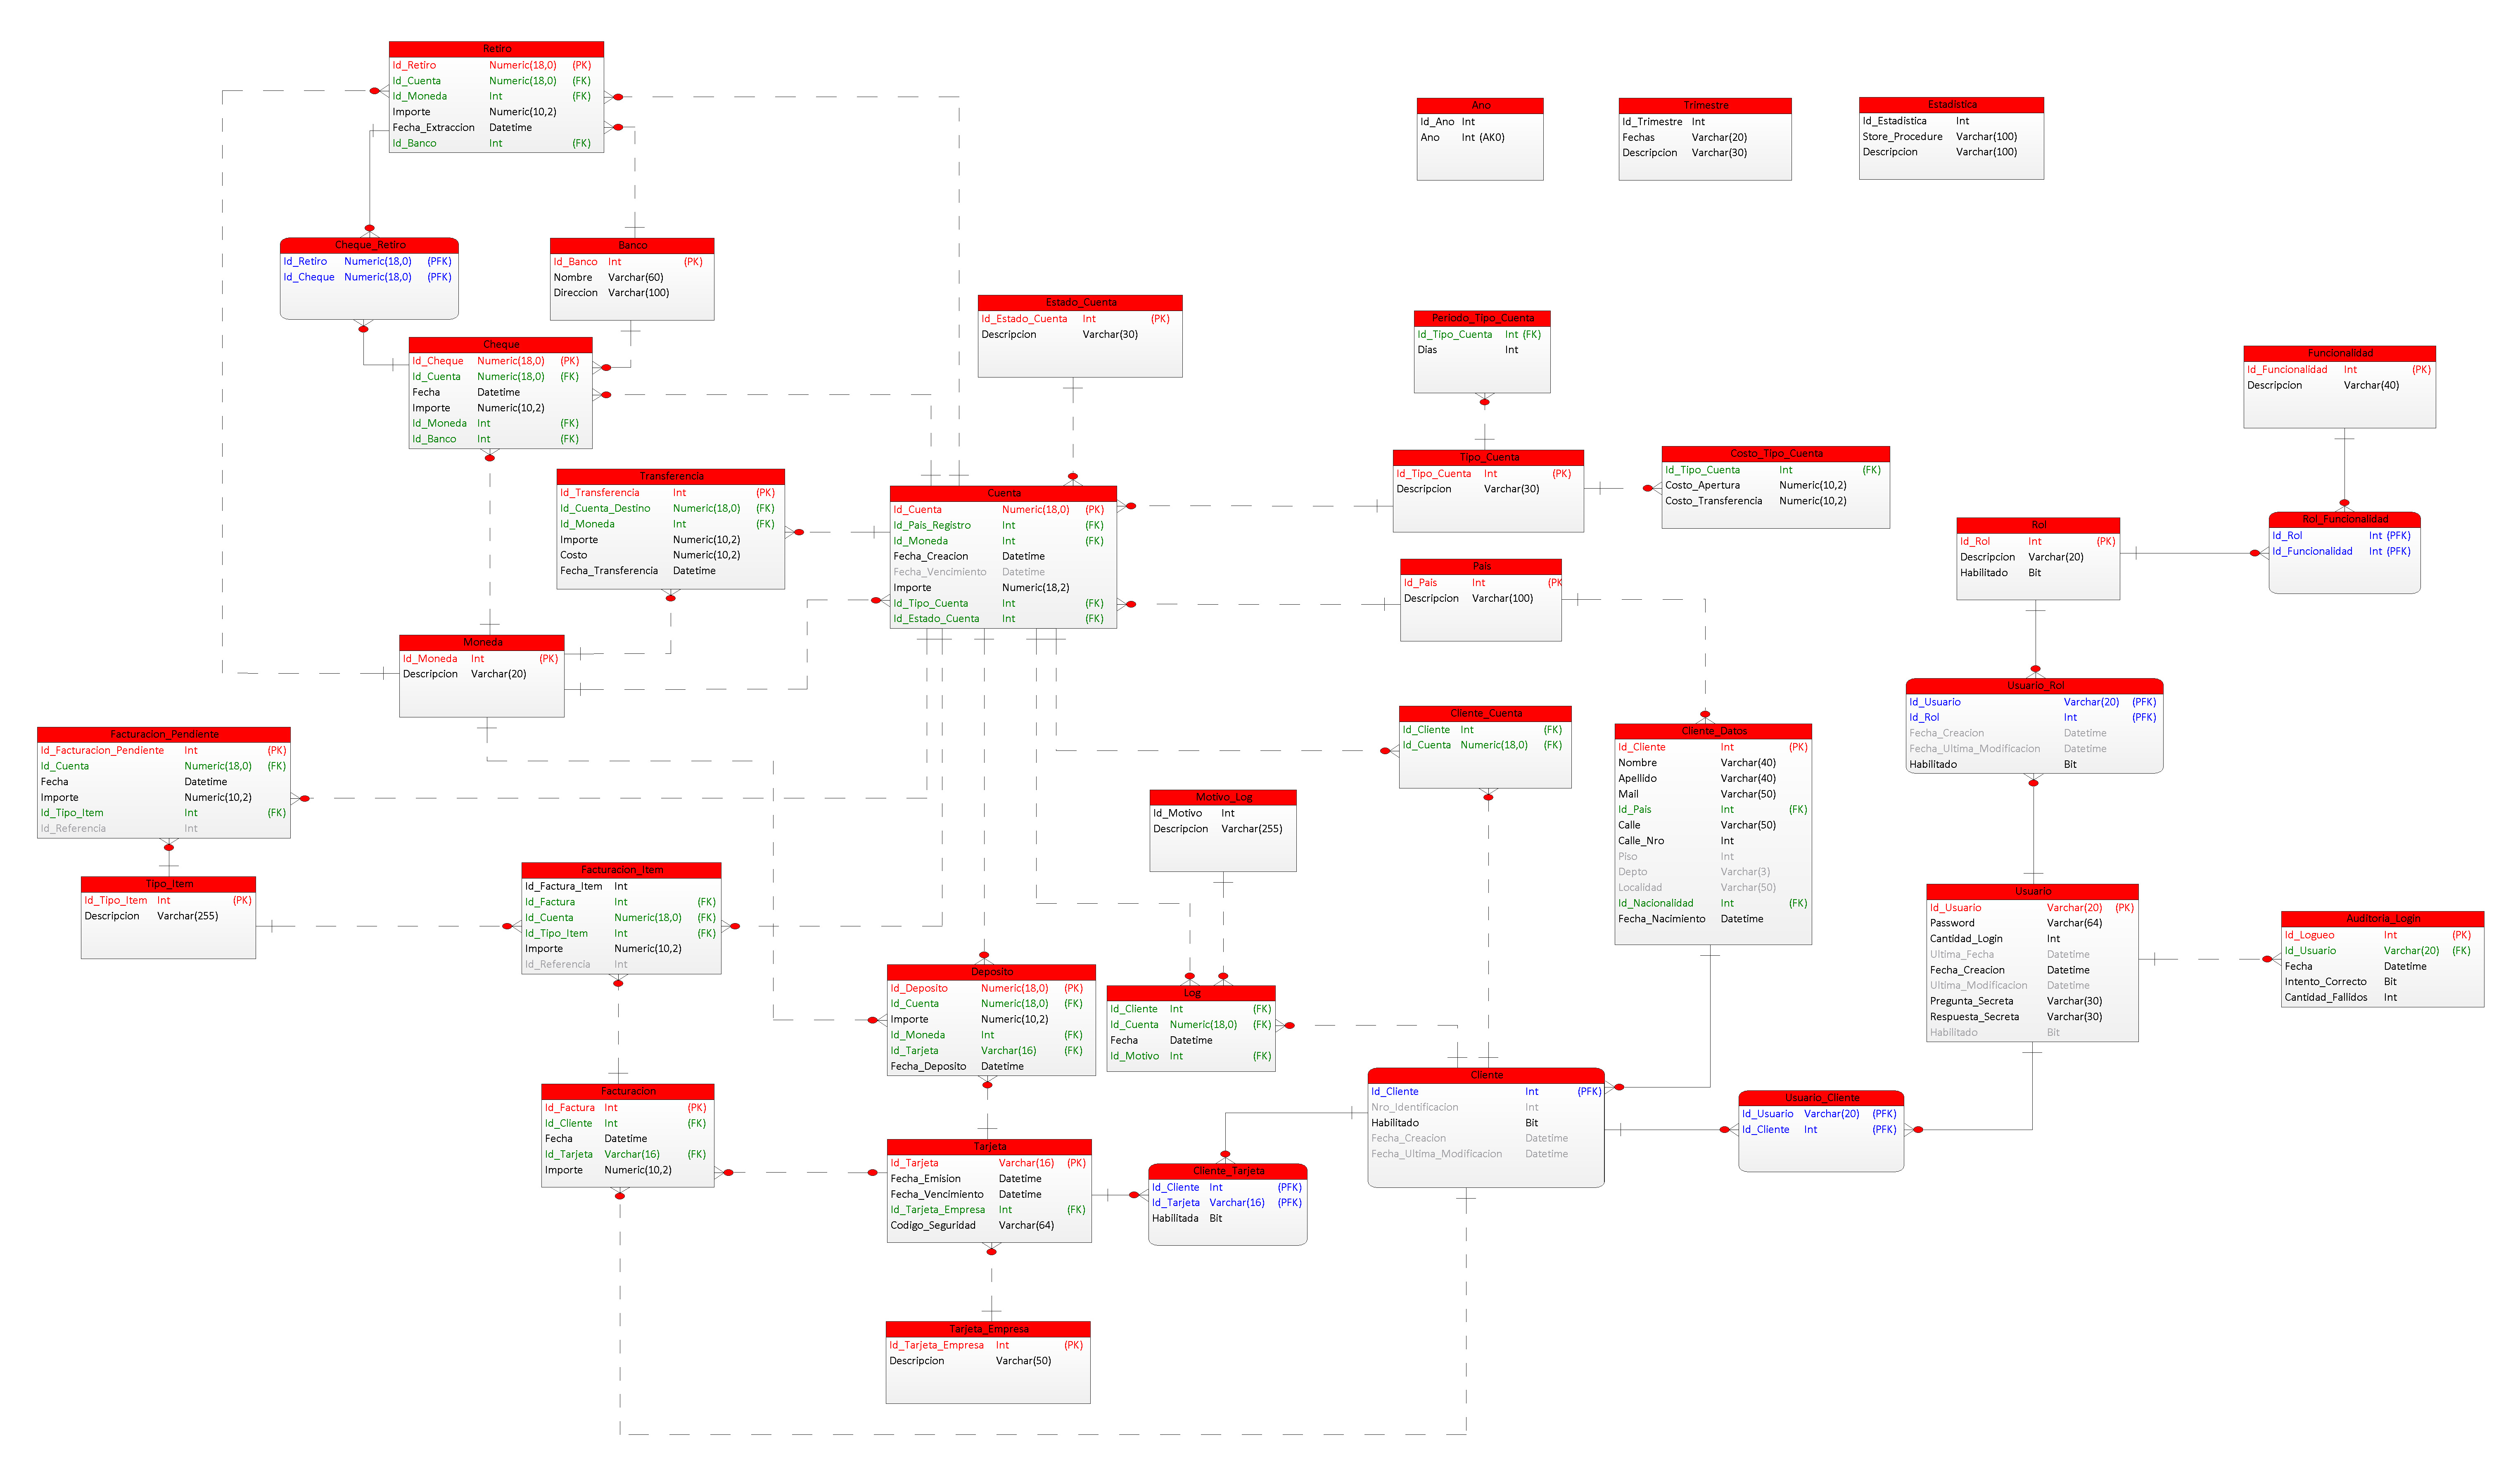 Retiro
Id_Retiro Numeric(18,0) (PK)
Id_Cuenta Numeric(18,0) (FK)
Id_Moneda Int (FK)
Importe Numeric(10,2)
Fecha_Extraccion Datetime
Id_Banco Int (FK)
Ano
Id_Ano Int
Ano Int (AK0)
Trimestre
Id_Trimestre Int
Fechas Varchar(20)
Descripcion Varchar(30)
Estadistica
Id_Estadistica Int
Store_Procedure Varchar(100)
Descripcion Varchar(100)
Cheque_Retiro
Id_Retiro Numeric(18,0) (PFK)
Id_Cheque Numeric(18,0) (PFK)
Banco
Id_Banco Int (PK)
Nombre Varchar(60)
Direccion Varchar(100)
Estado_Cuenta
Id_Estado_Cuenta Int (PK)
Descripcion Varchar(30)
Periodo_Tipo_Cuenta
Id_Tipo_Cuenta Int (FK)
Dias Int
Cheque
Id_Cheque Numeric(18,0) (PK)
Id_Cuenta Numeric(18,0) (FK)
Fecha Datetime
Importe Numeric(10,2)
Id_Moneda Int (FK)
Id_Banco Int (FK)
Funcionalidad
Id_Funcionalidad Int (PK)
Descripcion Varchar(40)
Tipo_Cuenta
Id_Tipo_Cuenta Int (PK)
Descripcion Varchar(30)
Costo_Tipo_Cuenta
Id_Tipo_Cuenta Int (FK)
Costo_Apertura Numeric(10,2)
Costo_Transferencia Numeric(10,2)
Transferencia
Id_Transferencia Int (PK)
Id_Cuenta_Destino Numeric(18,0) (FK)
Id_Moneda Int (FK)
Importe Numeric(10,2)
Costo Numeric(10,2)
Fecha_Transferencia Datetime
Cuenta
Id_Cuenta Numeric(18,0) (PK)
Id_Pais_Registro Int (FK)
Id_Moneda Int (FK)
Fecha_Creacion Datetime
Fecha_Vencimiento Datetime
Importe Numeric(18,2)
Id_Tipo_Cuenta Int (FK)
Id_Estado_Cuenta Int (FK)
Rol
Id_Rol Int (PK)
Descripcion Varchar(20)
Habilitado Bit
Rol_Funcionalidad
Id_Rol Int (PFK)
Id_Funcionalidad Int (PFK)
Pais
Id_Pais Int (PK
Descripcion Varchar(100)
Moneda
Id_Moneda Int (PK)
Descripcion Varchar(20)
Usuario_Rol
Id_Usuario Varchar(20) (PFK)
Id_Rol Int (PFK)
Fecha_Creacion Datetime
Fecha_Ultima_Modificacion Datetime
Habilitado Bit
Cliente_Cuenta
Id_Cliente Int (FK)
Id_Cuenta Numeric(18,0) (FK)
Cliente_Datos
Id_Cliente Int (PK)
Nombre Varchar(40)
Apellido Varchar(40)
Mail Varchar(50)
Id_Pais Int (FK)
Calle Varchar(50)
Calle_Nro Int
Piso Int
Depto Varchar(3)
Localidad Varchar(50)
Id_Nacionalidad Int (FK)
Fecha_Nacimiento Datetime
Facturacion_Pendiente
Id_Facturacion_Pendiente Int (PK)
Id_Cuenta Numeric(18,0) (FK)
Fecha Datetime
Importe Numeric(10,2)
Id_Tipo_Item Int (FK)
Id_Referencia Int
Motivo_Log
Id_Motivo Int
Descripcion Varchar(255)
Tipo_Item
Id_Tipo_Item Int (PK)
Descripcion Varchar(255)
Facturacion_Item
Id_Factura_Item Int
Id_Factura Int (FK)
Id_Cuenta Numeric(18,0) (FK)
Id_Tipo_Item Int (FK)
Importe Numeric(10,2)
Id_Referencia Int
Usuario
Id_Usuario Varchar(20) (PK)
Password Varchar(64)
Cantidad_Login Int
Ultima_Fecha Datetime
Fecha_Creacion Datetime
Ultima_Modificacion Datetime
Pregunta_Secreta Varchar(30)
Respuesta_Secreta Varchar(30)
Habilitado Bit
Auditoria_Login
Id_Logueo Int (PK)
Id_Usuario Varchar(20) (FK)
Fecha Datetime
Intento_Correcto Bit
Cantidad_Fallidos Int
Deposito
Id_Deposito Numeric(18,0) (PK)
Id_Cuenta Numeric(18,0) (FK)
Importe Numeric(10,2)
Id_Moneda Int (FK)
Id_Tarjeta Varchar(16) (FK)
Fecha_Deposito Datetime
Log
Id_Cliente Int (FK)
Id_Cuenta Numeric(18,0) (FK)
Fecha Datetime
Id_Motivo Int (FK)
Cliente
Id_Cliente Int (PFK)
Nro_Identificacion Int
Habilitado Bit
Fecha_Creacion Datetime
Fecha_Ultima_Modificacion Datetime
Usuario_Cliente
Id_Usuario Varchar(20) (PFK)
Id_Cliente Int (PFK)
Facturacion
Id_Factura Int (PK)
Id_Cliente Int (FK)
Fecha Datetime
Id_Tarjeta Varchar(16) (FK)
Importe Numeric(10,2)
Tarjeta
Id_Tarjeta Varchar(16) (PK)
Fecha_Emision Datetime
Fecha_Vencimiento Datetime
Id_Tarjeta_Empresa Int (FK)
Codigo_Seguridad Varchar(64)
Cliente_Tarjeta
Id_Cliente Int (PFK)
Id_Tarjeta Varchar(16) (PFK)
Habilitada Bit
Tarjeta_Empresa
Id_Tarjeta_Empresa Int (PK)
Descripcion Varchar(50)